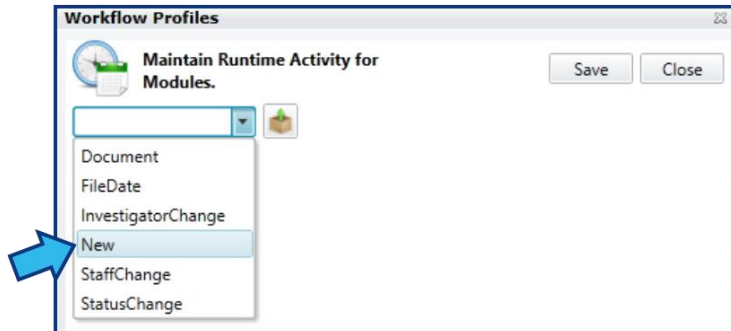 Workflow Profiles
Maintain Runtime Activity for
Modules.
Save
Close
Document
FileDate
InvestigatorChange
New
StaffChange
StatusChange